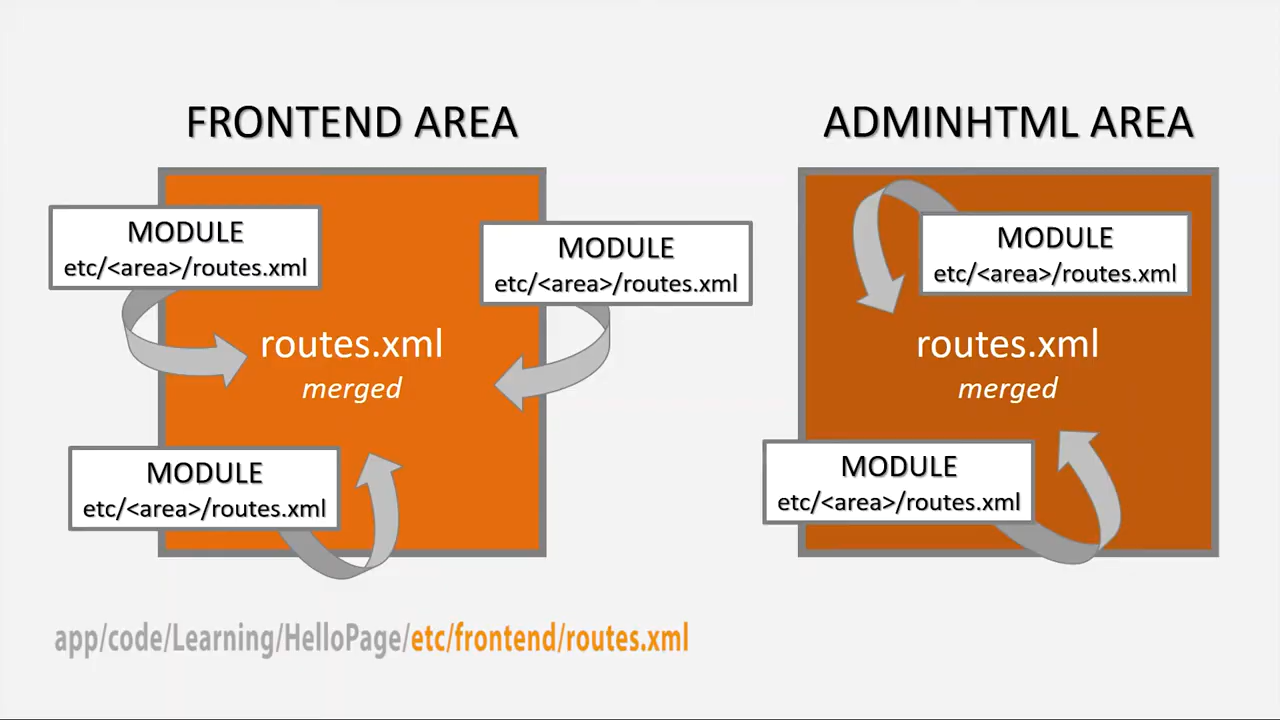 FRONTEND AREA
MODULE
etc/<area>/routes.xml
MODULE
etc/<area>/routes.xml
routes.xml
merged
MODULE
etc/<area>/routes.xml
ADMINHTML AREA
MODULE
etc/<area>/routes.xml
routes.xml
merged
MODULE
etc/<area>/routes.xml
app/code/Learning/HelloPage/etc/frontend/routes.xml